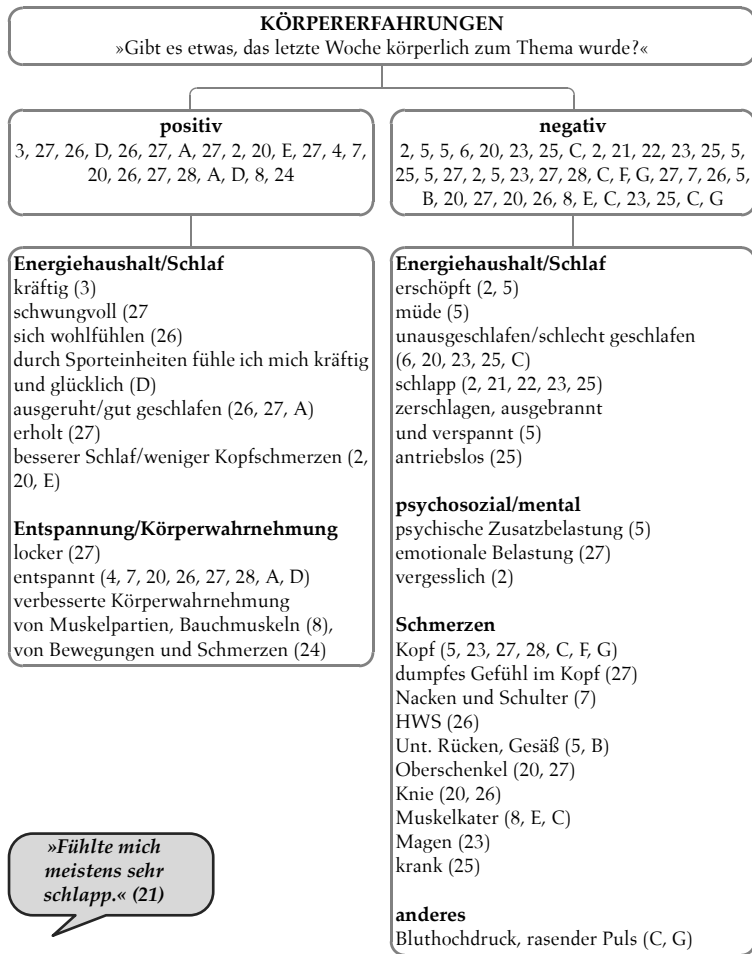 KÖRPERERFAHRUNGEN
»Gibt es etwas, das letzte Woche körperlich zum Thema wurde?«
positiv
3, 27, 26, D, 26, 27, A, 27, 2, 20, E, 27, 4, 7,
20, 26, 27, 28, A, D, 8, 24
negativ
2, 5, 5, 6, 20, 23, 25, C, 2, 21, 22, 23, 25, 5,
25, 5, 27, 2, 5, 23, 27, 28, C, F, G, 27, 7, 26, 5,
B, 20, 27, 20, 26, 8, E, C, 23, 25, C, G
Energiehaushalt/Schlaf
kräftig (3)
schwungvoll (27
sich wohlfühlen (26)
durch Sporteinheiten fühle ich mich kräftig
und glücklich (D)
ausgeruht/gut geschlafen (26, 27, A)
erholt (27)
besserer Schlaf/weniger Kopfschmerzen (2,
20, E)
Entspannung/Körperwahrnehmung
locker (27)
entspannt (4, 7, 20, 26, 27, 28, A, D)
verbesserte Körperwahrnehmung
von Muskelpartien, Bauchmuskeln (8),
von Bewegungen und Schmerzen (24)
Energiehaushalt/Schlaf
erschöpft (2, 5)
müde (5)
unausgeschlafen/schlecht geschlafen
(6, 20, 23, 25, C)
schlapp (2, 21, 22, 23, 25)
zerschlagen, ausgebrannt
und verspannt (5)
antriebslos (25)
psychosozial/mental
psychische Zusatzbelastung (5)
emotionale Belastung (27)
vergesslich (2)
Schmerzen
Kopf (5, 23, 27, 28, C, F, G)
dumpfes Gefühl im Kopf (27)
Nacken und Schulter (7)
HWS (26)
Unt. Rücken, Gesäß (5, B)
Oberschenkel (20, 27)
Knie (20, 26)
Muskelkater (8, E, C)
Magen (23)
krank (25)
anderes
Bluthochdruck, rasender Puls (C, G)
»Fühlte mich
meistens sehr
schlapp.« (21)